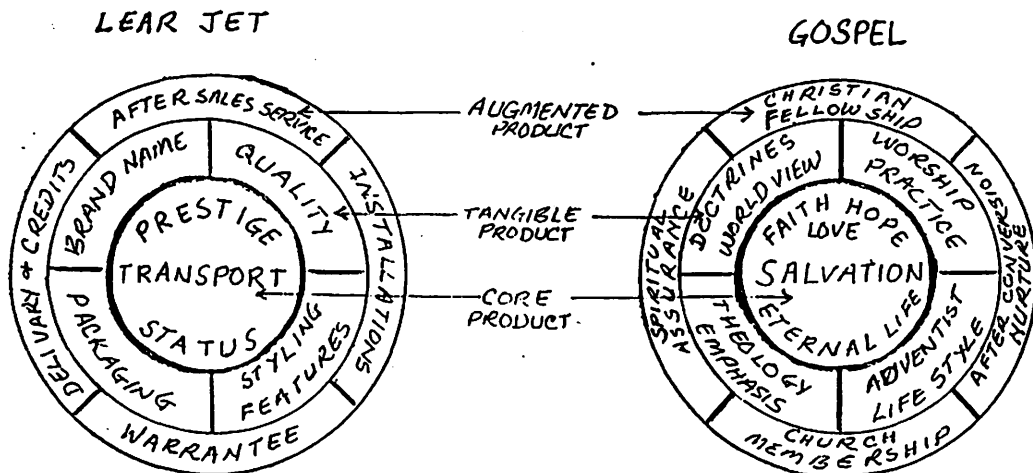 LEAR JET
AFTER SALES SERVICE
INSTALLATIONS
WARRANTEE
DELIVARY & CREDITS
BRAND NAME
QUALITY
STYLING
FEATURES
PACKAGING
PRESTIGE
TRANSPORT
STATUS
AUGMENTED
PRODUCT
TANGIBLE
PRODUCT
CORE
PRODUCT
GOSPEL
CHRISTIAN
FELLOWSHIP
AFTER CONVERSION
NURTURE
CHURCH
MEMBERSHIP
SPIRITUAL
ASSURANCE
DOCTRINES
WORLD VIEW
WORSHIP
PRACTICE
ADVENTIST
LIFE STYLE
THEOLOGY
EMPHASIS
FAITH HOPE
LOVE
SALVATION
ETERNAL LIFE